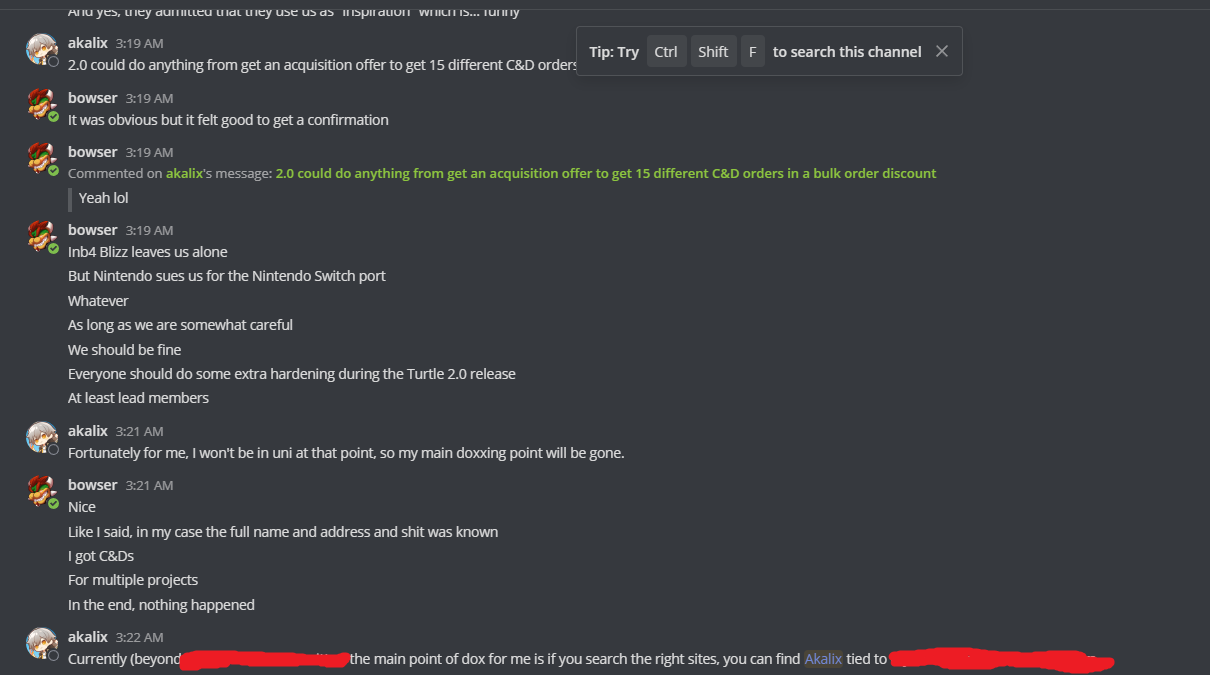 And yes, they admitted that they use us as "inspiration" which is... funny
Tip: Try Ctrl Shift F to search this channel
akalix 3:19 AM
2.0 could do anything from get an acquisition offer to get 15 different C&D orders
bowser 3:19 AM
It was obvious but it felt good to get a confirmation
bowser 3:19 AM
Commented on akalix's message: 2.0 could do anything from get an acquisition offer to get 15 different C&D orders in a bulk order discount
Yeah lol
bowser 3:19 AM
Inb4 Blizz leaves us alone
But Nintendo sues us for the Nintendo Switch port
Whatever
As long as we are somewhat careful
We should be fine
Everyone should do some extra hardening during the Turtle 2.0 release
At least lead members
akalix 3:21 AM
Fortunately for me, I won't be in uni at that point, so my main doxxing point will be gone.
bowser 3:21 AM
Nice
Like I said, in my case the full name and address and shit was known
I got C&Ds
For multiple projects
In the end, nothing happened
akalix 3:22 AM
Currently (beyond the main point of dox for me is if you search the right sites, you can find Akalix tied to